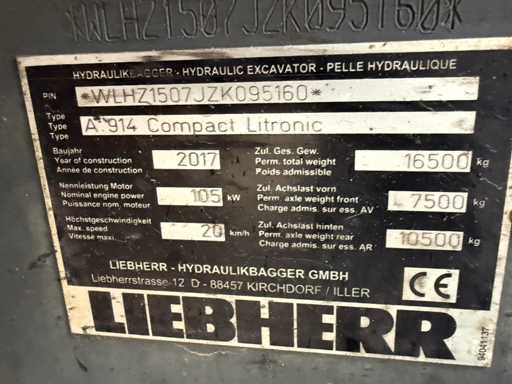 *WLHZ1507JZK095160*
HYDRAULIKBAGGER - HYDRAULIC EXCAVATOR - PELLE HYDRAULIQUE
PIN *WLHZ1507JZK095160*
Type
Type A 914 Compact Litronic
Type
Baujahr
Year of construction 2017
Année de construction
Zul. Ges. Gew.
Perm. total weight 16500 kg
Poids admissible
Nennleistung Motor
Nominal engine power 105 kW
Puissance nom. moteur
Zul. Achslast vorn
Perm. axle weight front 7500 kg
Charge admis. sur ess. AV
Höchstgeschwindigkeit
Max. speed 20 km/h
Vitesse maxi.
Zul. Achslast hinten
Perm. axle weight rear 10500 kg
Charge admis. sur ess. AR
LIEBHERR - HYDRAULIKBAGGER GMBH
Liebherrstrasse 12 D - 88457 KIRCHDORF / ILLER
CE
LIEBHERR
94041137